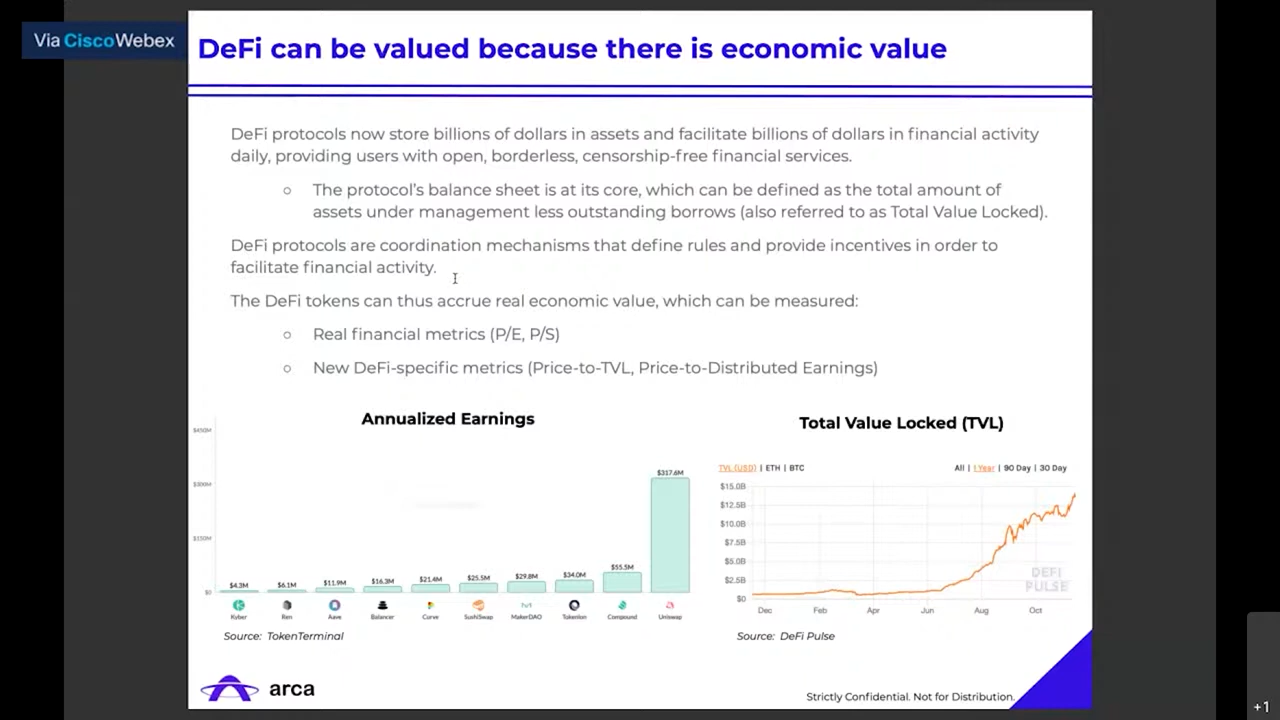 Via CiscoWebex
DeFi can be valued because there is economic value
DeFi protocols now store billions of dollars in assets and facilitate billions of dollars in financial activity
daily, providing users with open, borderless, censorship-free financial services.
The protocol's balance sheet is at its core, which can be defined as the total amount of
assets under management less outstanding borrows (also referred to as Total Value Locked).
DeFi protocols are coordination mechanisms that define rules and provide incentives in order to
facilitate financial activity.
The DeFi tokens can thus accrue real economic value, which can be measured:
Real financial metrics (P/E, P/S)
New DeFi-specific metrics (Price-to-TVL, Price-to-Distributed Earnings)
Annualized Earnings
$450M
$300M
$150M
$0
$4.3M
$6.1M
$11.9M
$16.3M
$21.4M
$25.5M
$29.8M
$34.0M
$55.5M
$317.6M
Kyber
Ren
Aave
Balancer
Curve
SushiSwap
MakerDAO
Tokenlon
Compound
Uniswap
Source: TokenTerminal
Total Value Locked (TVL)
TVL (USD) | ETH | BTC
All | 1 Year | 90 Day | 30 Day
$15.0B
$12.5B
$10.0B
$7.5B
$5.0B
$2.5B
$0
DEFI
PULSE
Dec Feb Apr Jun Aug Oct
Source: DeFi Pulse
arca
Strictly Confidential. Not for Distribution.
+1